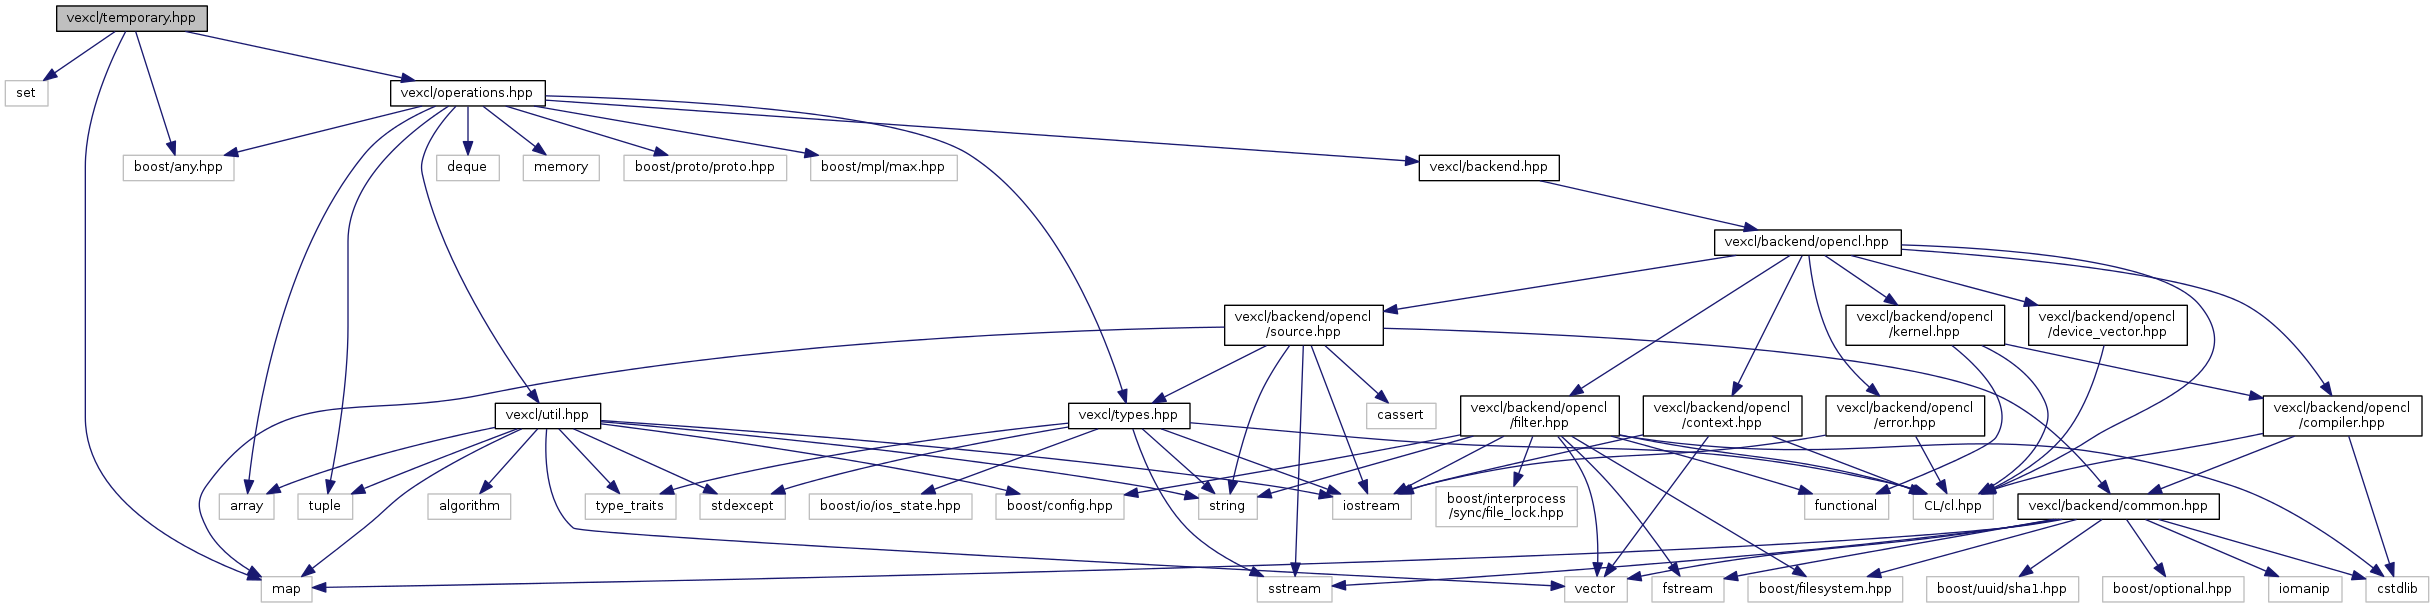 vexcl/temporary.hpp
set
vexcl/operations.hpp
boost/any.hpp
deque
memory
boost/proto/proto.hpp
boost/mpl/max.hpp
vexcl/backend.hpp
vexcl/backend/opencl.hpp
vexcl/backend/opencl
/source.hpp
vexcl/backend/opencl
/kernel.hpp
vexcl/backend/opencl
/device_vector.hpp
vexcl/util.hpp
vexcl/types.hpp
cassert
vexcl/backend/opencl
/filter.hpp
vexcl/backend/opencl
/context.hpp
vexcl/backend/opencl
/error.hpp
vexcl/backend/opencl
/compiler.hpp
array
tuple
algorithm
type_traits
stdexcept
boost/io/ios_state.hpp
boost/config.hpp
string
iostream
boost/interprocess
/sync/file_lock.hpp
functional
CL/cl.hpp
vexcl/backend/common.hpp
map
sstream
vector
fstream
boost/filesystem.hpp
boost/uuid/sha1.hpp
boost/optional.hpp
iomanip
cstdlib